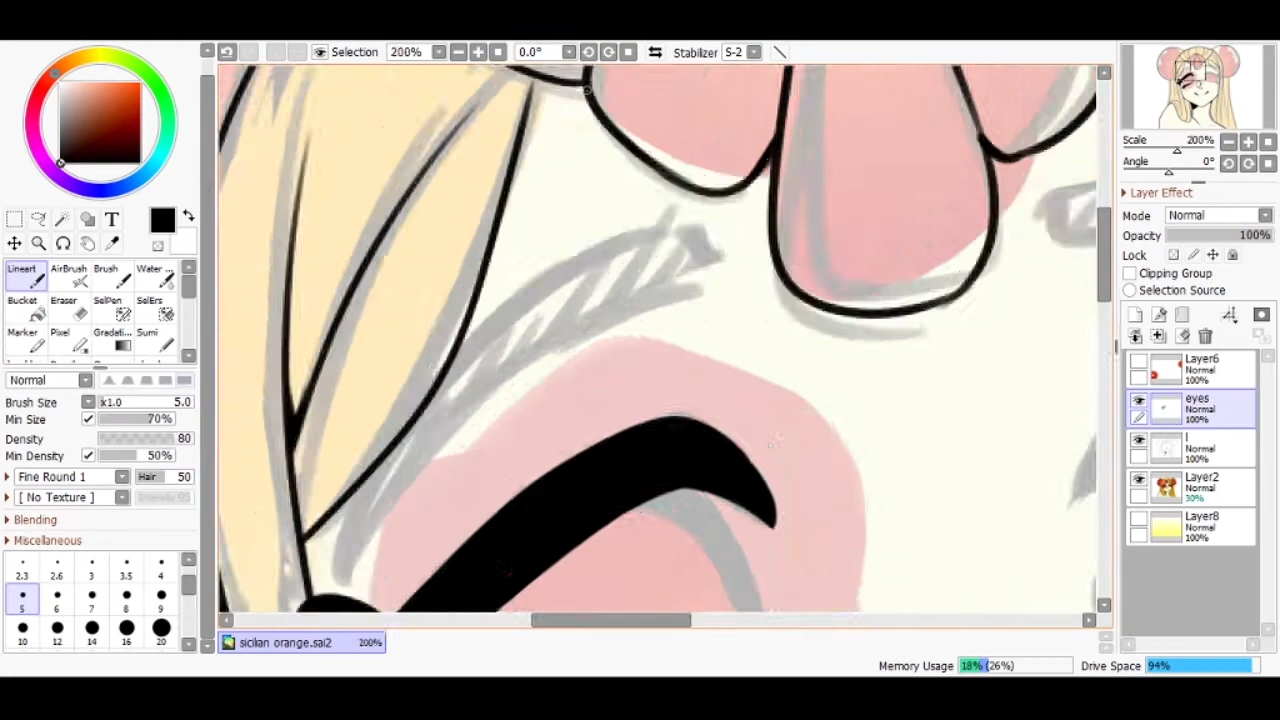 Selection 200% 0.0° Stabilizer S-2
Scale 200%
Angle 0°
Layer Effect
Mode Normal
Opacity 100%
Lock
Clipping Group
Selection Source
T
Lineart AirBrush Brush Water ...
Bucket Eraser SelPen SelErs
Marker Pixel Gradati... Sumi
Normal
Brush Size x1.0 5.0
Min Size 70%
Density 80
Min Density 50%
Fine Round 1 Hair 50
[ No Texture ]
Blending
Miscellaneous
2.3 2.6 3 3.5 4
5 6 7 8 9
10 12 14 16 20
Layer6
Normal
100%
eyes
Normal
100%
l
Normal
100%
Layer2
Normal
30%
Layer8
Normal
100%
sicilian orange.sai2 200%
Memory Usage 18% (26%) Drive Space 94%